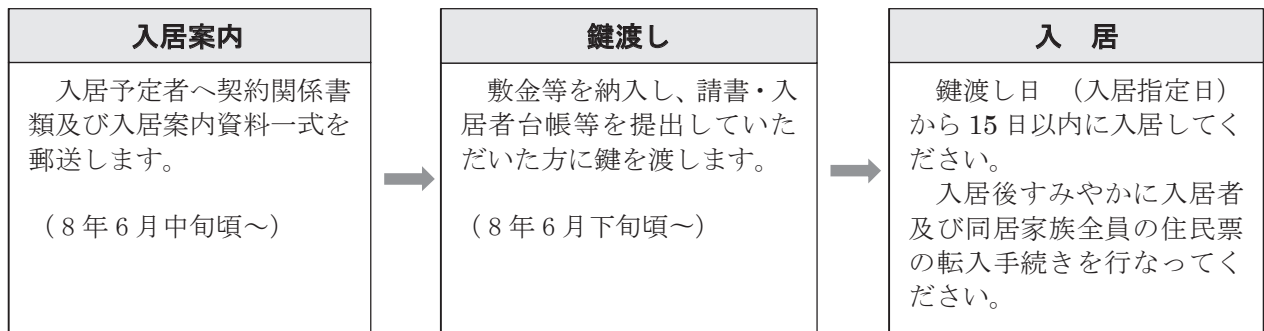 入居案内
入居予定者へ契約関係書
類及び入居案内資料一式を
郵送します。
（8年6月中旬頃～）
鍵渡し
敷金等を納入し、請書・入
居者台帳等を提出していた
だいた方に鍵を渡します。
（8年6月下旬頃～）
入　居
鍵渡し日　（入居指定日）
から 15 日以内に入居してく
ださい。
入居後すみやかに入居者
及び同居家族全員の住民票
の転入手続きを行なってく
ださい。